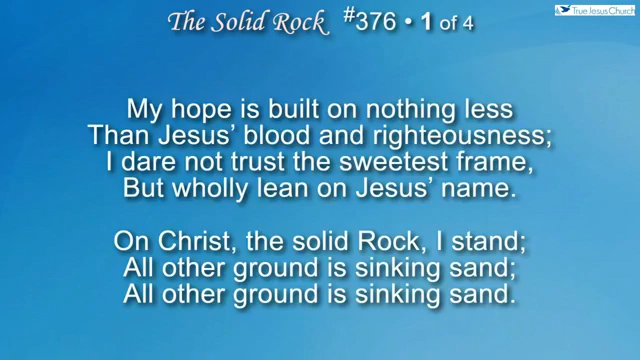 The Solid Rock #376 • 1 of 4
True Jesus Church
My hope is built on nothing less
Than Jesus' blood and righteousness;
I dare not trust the sweetest frame,
But wholly lean on Jesus' name.
On Christ, the solid Rock, I stand;
All other ground is sinking sand;
All other ground is sinking sand.